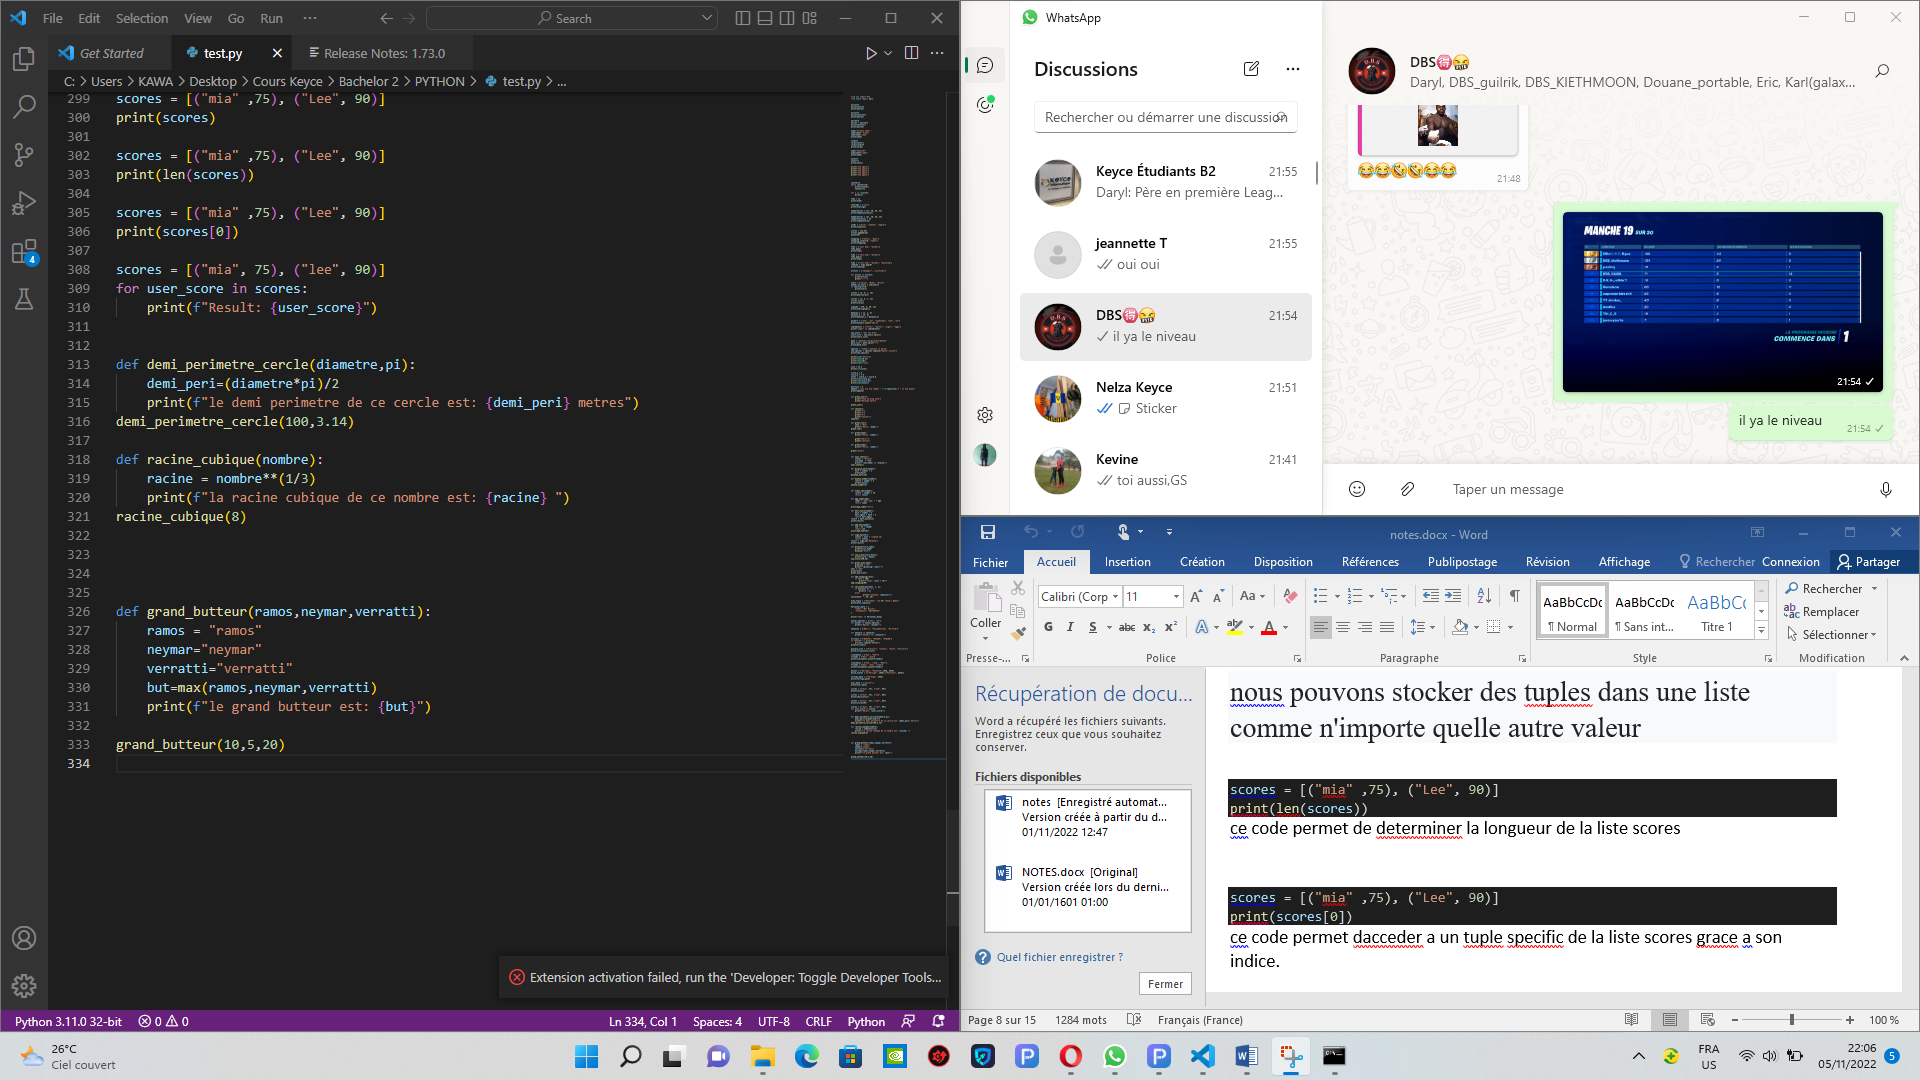 File Edit Selection View Go Run ··· Search
Get Started test.py Release Notes: 1.73.0
C: > Users > KAWA > Desktop > Cours Keyce > Bachelor 2 > PYTHON > test.py > ...
299 scores = [("mia" ,75), ("Lee", 90)]
300 print(scores)
301
302 scores = [("mia" ,75), ("Lee", 90)]
303 print(len(scores))
304
305 scores = [("mia" ,75), ("Lee", 90)]
306 print(scores[0])
307
308 scores = [("mia", 75), ("lee", 90)]
309 for user_score in scores:
310 print(f"Result: {user_score}")
311
312
313 def demi_perimetre_cercle(diametre,pi):
314 demi_peri=(diametre*pi)/2
315 print(f"le demi perimetre de ce cercle est: {demi_peri} metres")
316 demi_perimetre_cercle(100,3.14)
317
318 def racine_cubique(nombre):
319 racine = nombre**(1/3)
320 print(f"la racine cubique de ce nombre est: {racine} ")
321 racine_cubique(8)
322
323
324
325
326 def grand_butteur(ramos,neymar,verratti):
327 ramos = "ramos"
328 neymar="neymar"
329 verratti="verratti"
330 but=max(ramos,neymar,verratti)
331 print(f"le grand butteur est: {but}")
332
333 grand_butteur(10,5,20)
334
4
Extension activation failed, run the 'Developer: Toggle Developer Tools...
Python 3.11.0 32-bit 0 0 Ln 334, Col 1 Spaces: 4 UTF-8 CRLF Python
WhatsApp
Discussions
Rechercher ou démarrer une discussion
Keyce Étudiants B2 21:55
Daryl: Père en première Leag...
jeannette T 21:55
oui oui
DBS🉐😝 21:54
il ya le niveau
Nelza Keyce 21:51
Sticker
Kevine 21:41
toi aussi,GS
DBS🉐😝
Daryl, DBS_guilrik, DBS_KIETHMOON, Douane_portable, Eric, Karl(galax...
21:48
MANCHE 19 SUR 20
LA PROCHAINE MANCHE
COMMENCE DANS 1
21:54
il ya le niveau 21:54
Taper un message
notes.docx - Word
Fichier Accueil Insertion Création Disposition Références Publipostage Révision Affichage Rechercher Connexion Partager
Coller
Calibri (Corp 11 Aa
G I S abc x₂ x² A A
AaBbCcDc AaBbCcDc AaBbCc
¶ Normal ¶ Sans int... Titre 1
Rechercher
Remplacer
Sélectionner
Presse-... Police Paragraphe Style Modification
Récupération de docu...
Word a récupéré les fichiers suivants.
Enregistrez ceux que vous souhaitez
conserver.
Fichiers disponibles
notes [Enregistré automat...
Version créée à partir du d...
01/11/2022 12:47
NOTES.docx [Original]
Version créée lors du derni...
01/01/1601 01:00
Quel fichier enregistrer ?
Fermer
nous pouvons stocker des tuples dans une liste
comme n'importe quelle autre valeur
scores = [("mia" ,75), ("Lee", 90)]
print(len(scores))
ce code permet de determiner la longueur de la liste scores
scores = [("mia" ,75), ("Lee", 90)]
print(scores[0])
ce code permet dacceder a un tuple specific de la liste scores grace a son
indice.
Page 8 sur 15 1284 mots Français (France) 100 %
26°C
Ciel couvert
FRA
US
22:06
05/11/2022
5